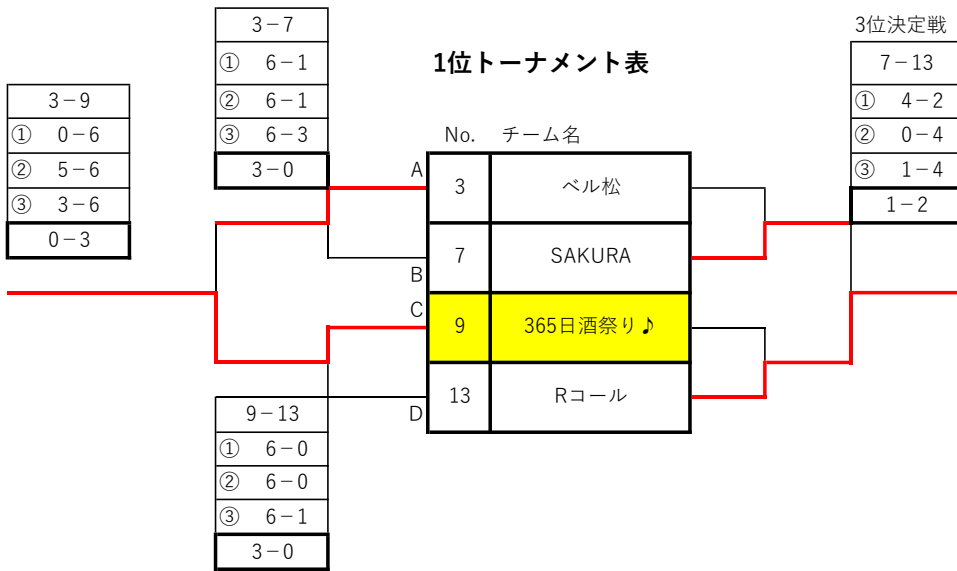 1位トーナメント表
3－7
① 6－1
② 6－1
③ 6－3
3－0
3－9
① 0－6
② 5－6
③ 3－6
0－3
3位決定戦
7－13
① 4－2
② 0－4
③ 1－4
1－2
No. チーム名
A 3 ベル松
B 7 SAKURA
C 9 365日酒祭り♪
D 13 Rコール
9－13
① 6－0
② 6－0
③ 6－1
3－0